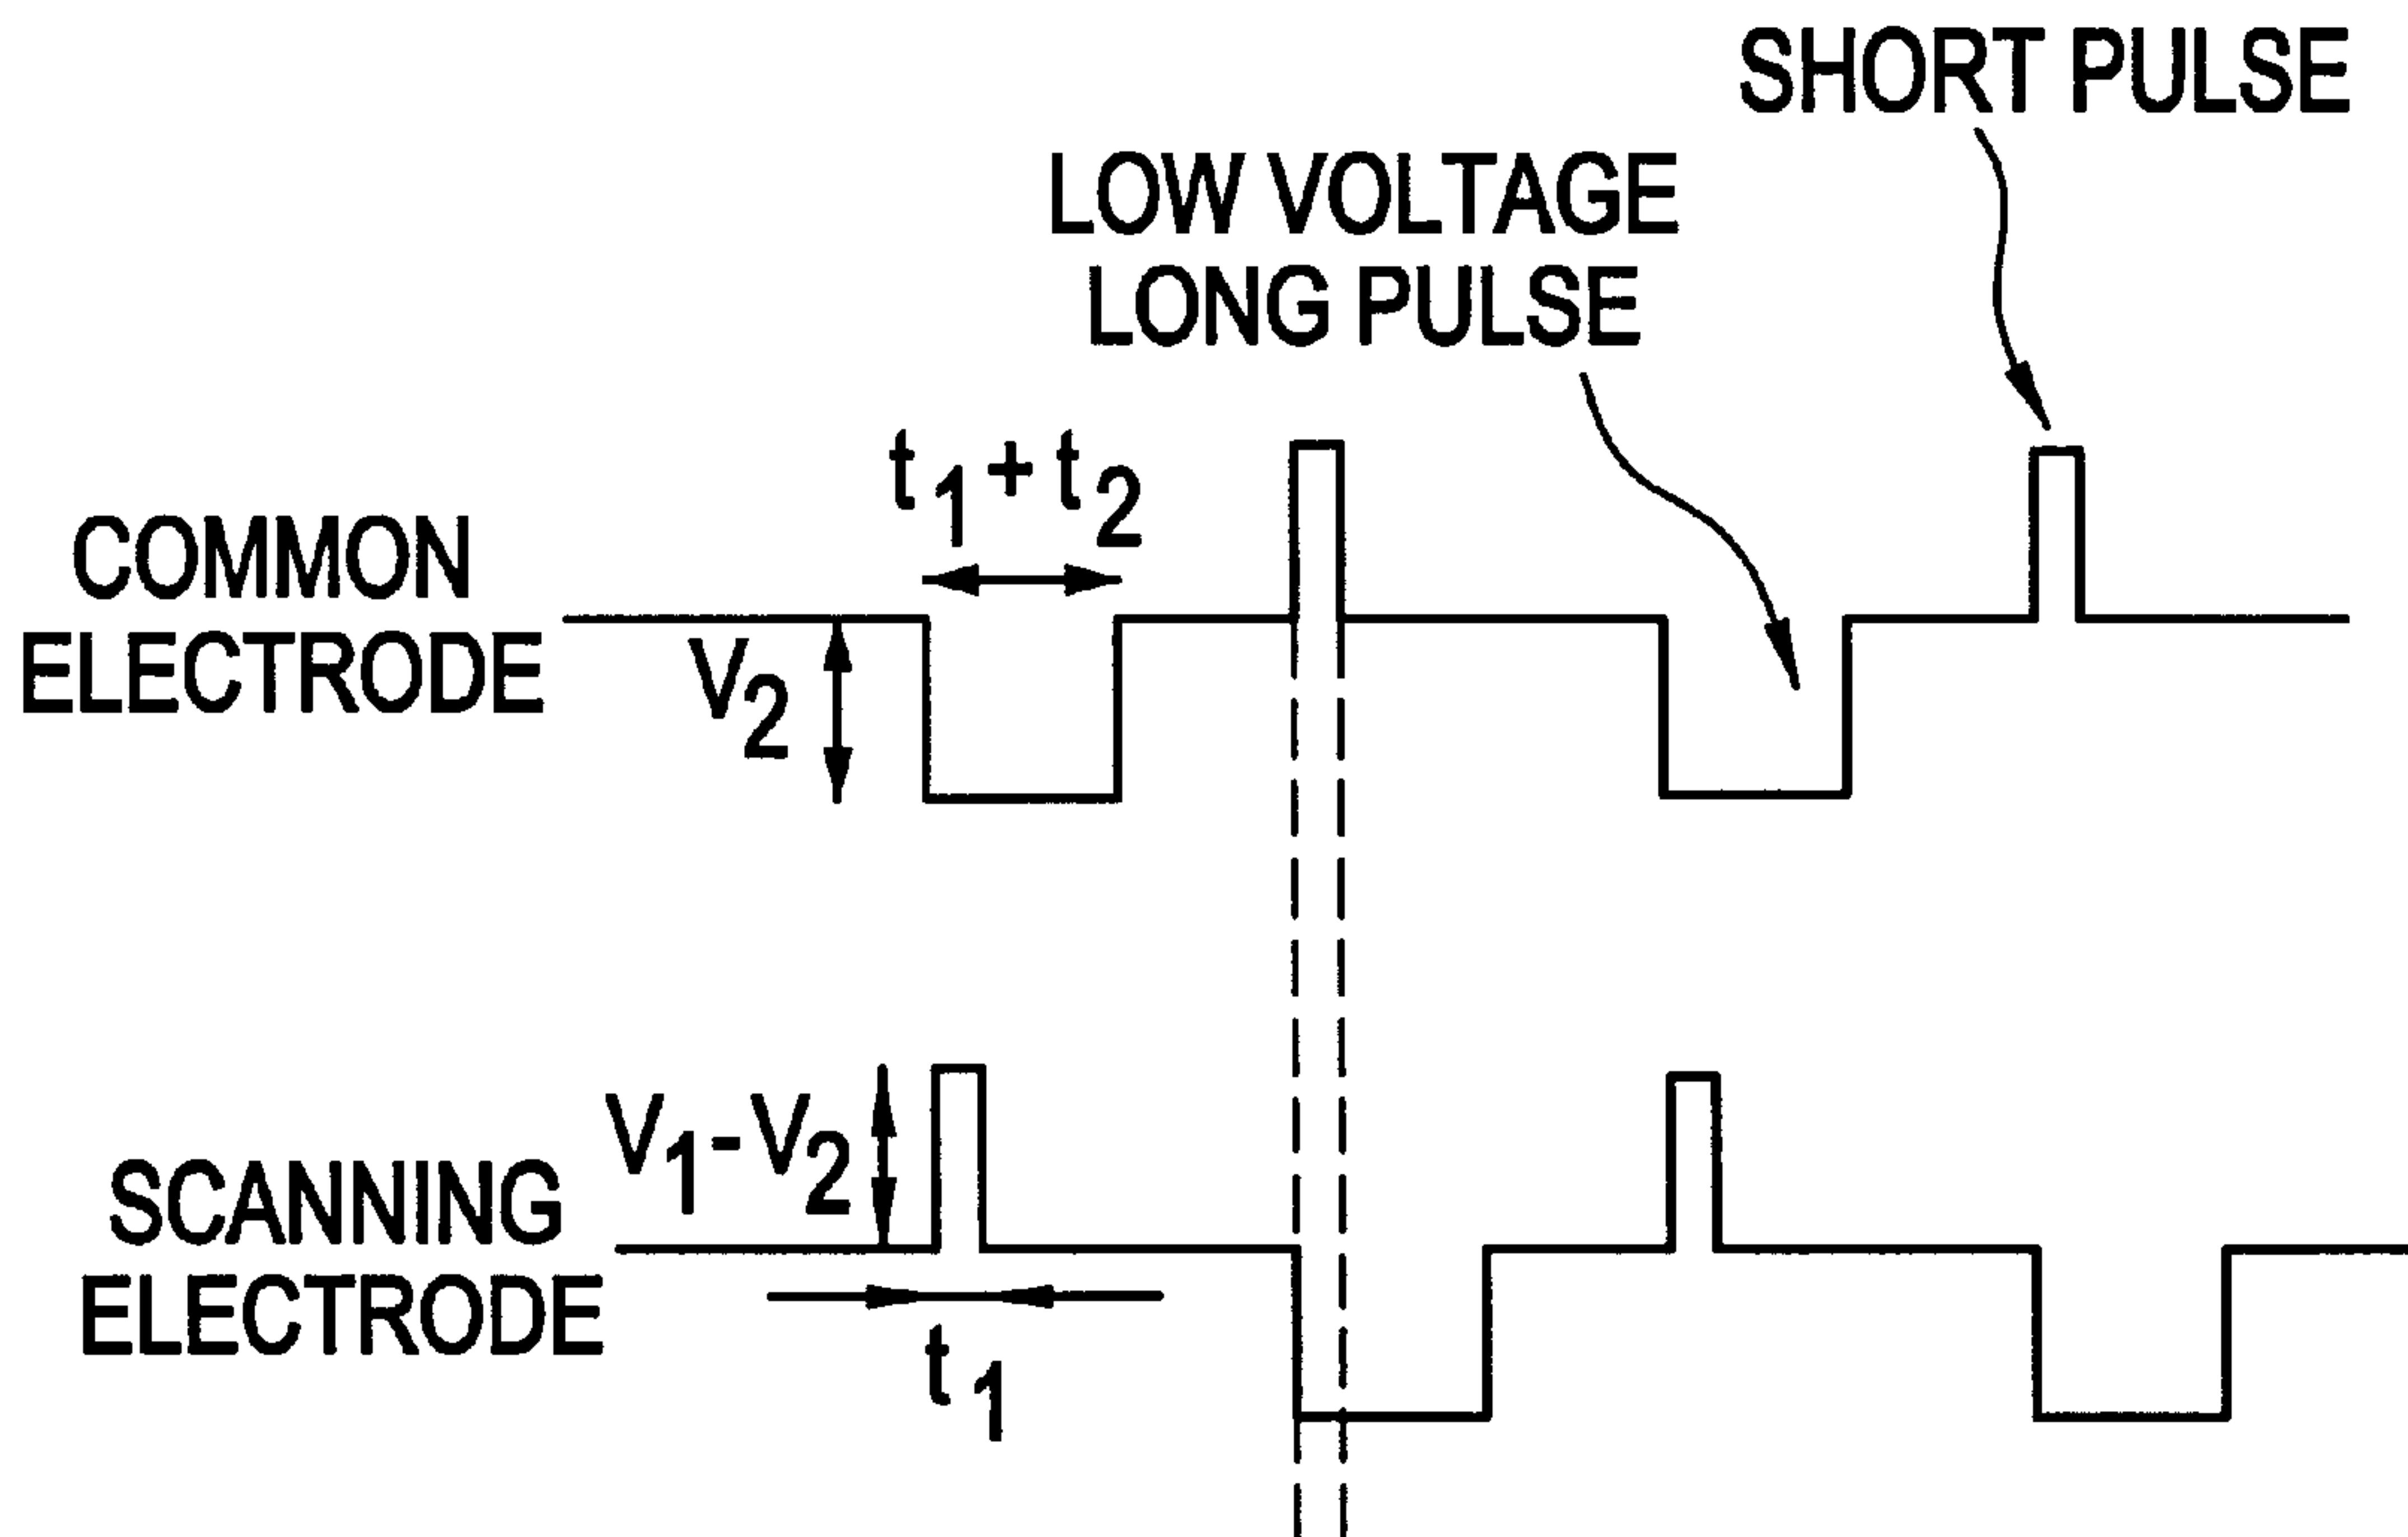 SHORT PULSE
LOW VOLTAGE
LONG PULSE
t1+t2
COMMON
ELECTRODE
V2
V1-V2
SCANNING
ELECTRODE
t1